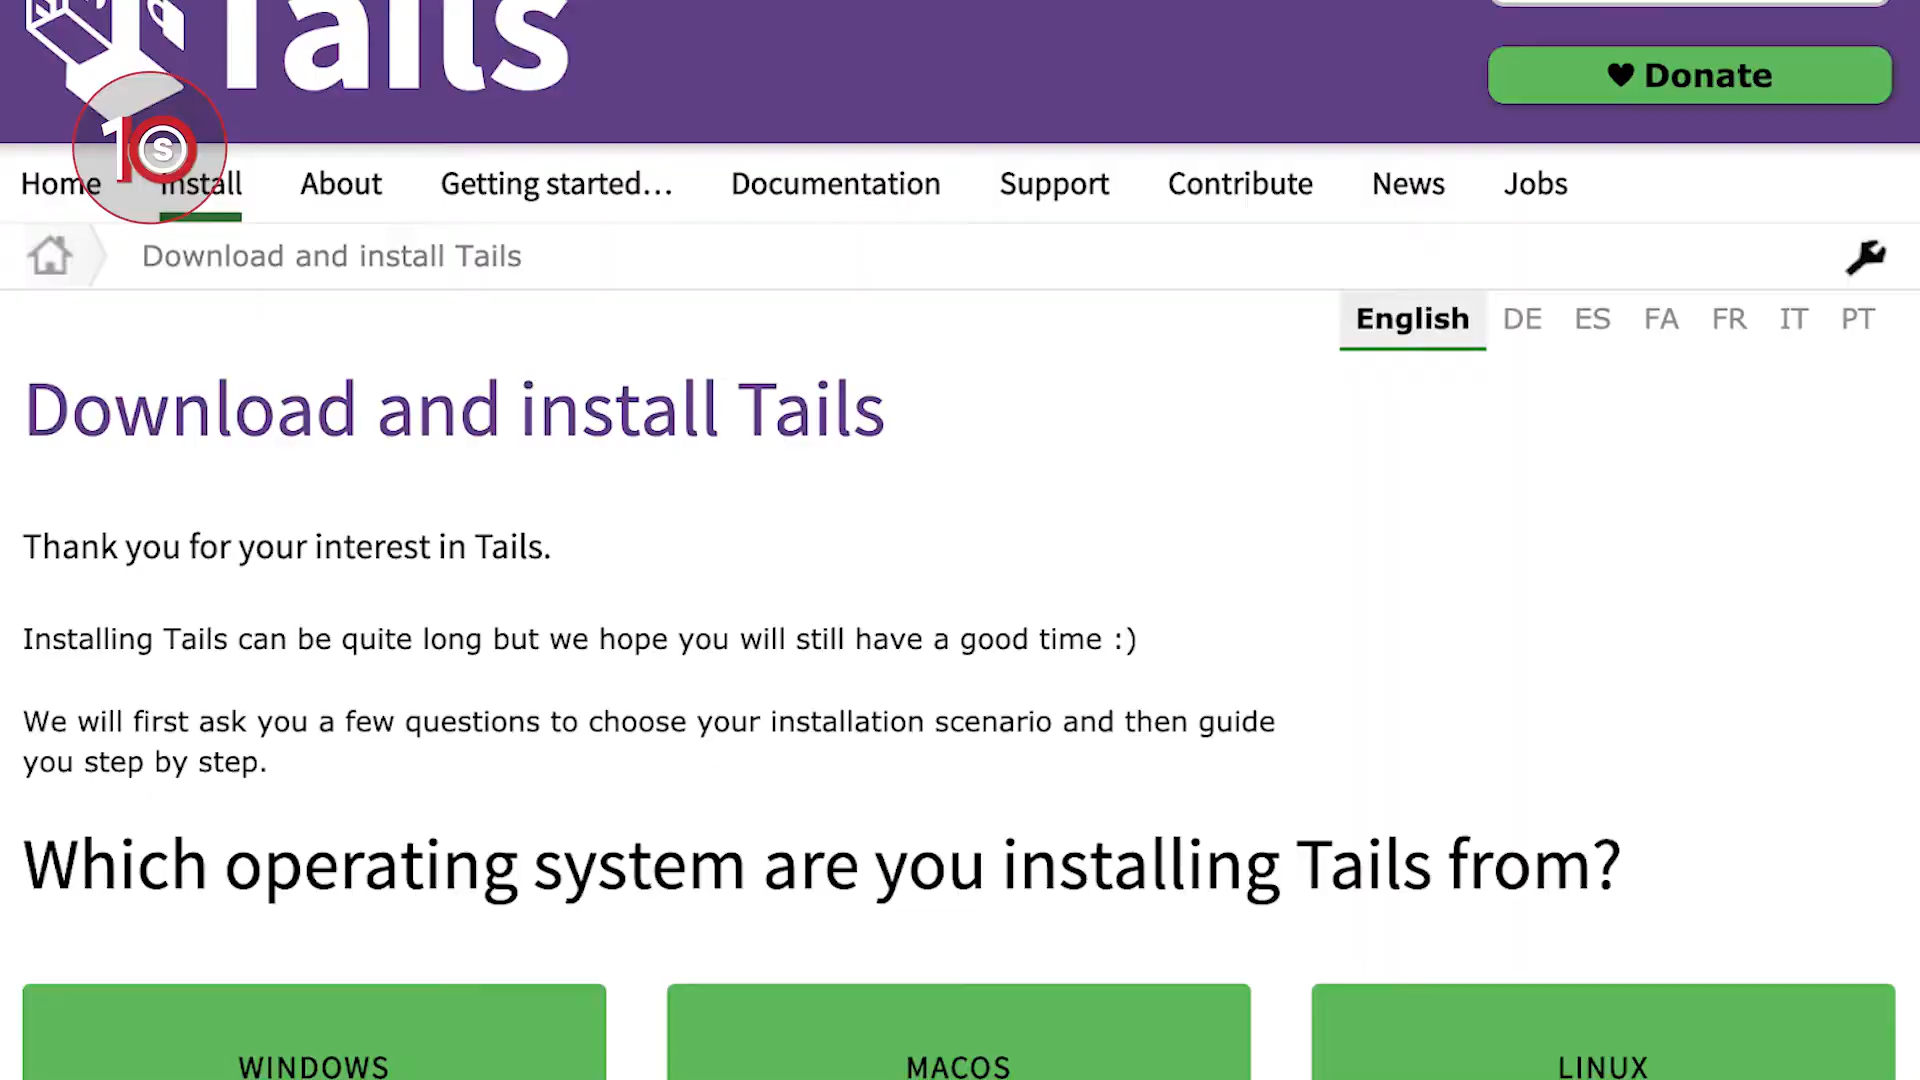 Tails
Donate
10
S
Home Install About Getting started... Documentation Support Contribute News Jobs
Download and install Tails
English DE ES FA FR IT PT
Download and install Tails
Thank you for your interest in Tails.
Installing Tails can be quite long but we hope you will still have a good time :)
We will first ask you a few questions to choose your installation scenario and then guide
you step by step.
Which operating system are you installing Tails from?
WINDOWS MACOS LINUX